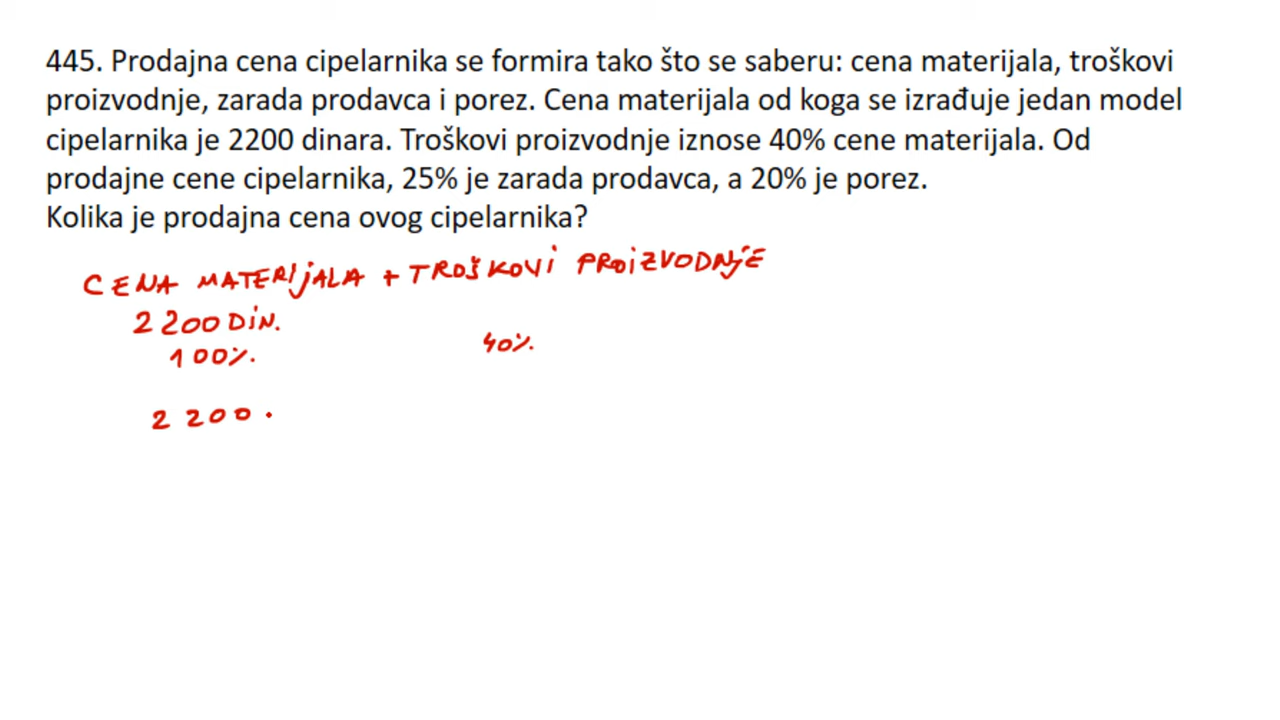 445. Prodajna cena cipelarnika se formira tako što se saberu: cena materijala, troškovi
proizvodnje, zarada prodavca i porez. Cena materijala od koga se izrađuje jedan model
cipelarnika je 2200 dinara. Troškovi proizvodnje iznose 40% cene materijala. Od
prodajne cene cipelarnika, 25% je zarada prodavca, a 20% je porez.
Kolika je prodajna cena ovog cipelarnika?
CENA MATERIJALA + TROŠKOVI PROIZVODNJE
2200 DIN.
100%. 40%.
2200 ·